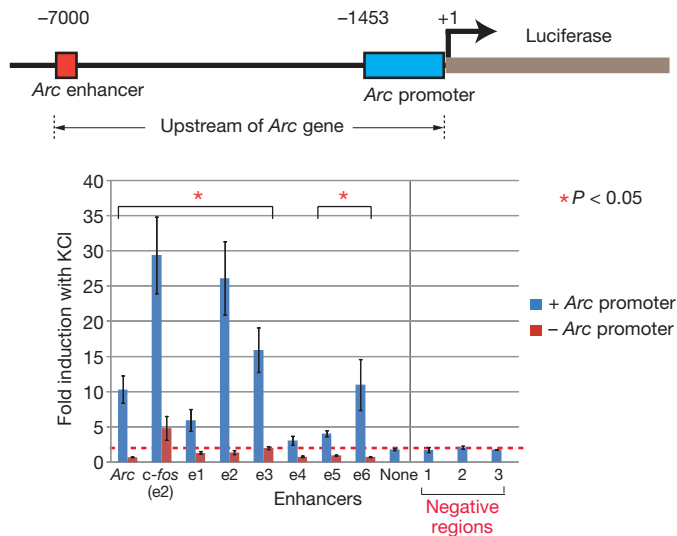 −7000
−1453
+1
Luciferase
Arc enhancer
Arc promoter
Upstream of Arc gene
40
35
30
25
20
15
10
5
0
Fold induction with KCl
*
*
* P < 0.05
+ Arc promoter
− Arc promoter
Arc c-fos e1 e2 e3 e4 e5 e6 None 1 2 3
(e2)
Enhancers
Negative
regions